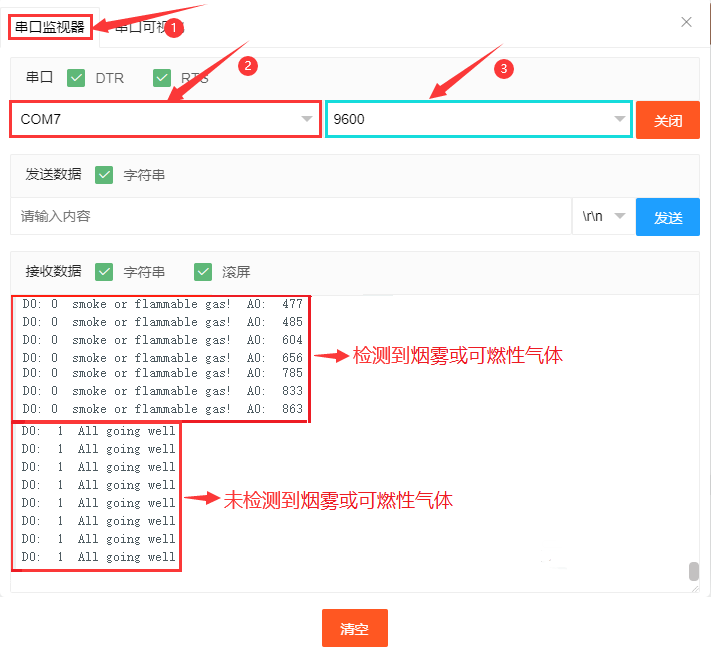 串口监视器 串口可视 1
2
串口 DTR RTS 3
COM7 9600 关闭
发送数据 字符串
请输入内容 \r\n 发送
接收数据 字符串 滚屏
D0: 0 smoke or flammable gas! A0: 477
D0: 0 smoke or flammable gas! A0: 485
D0: 0 smoke or flammable gas! A0: 604
D0: 0 smoke or flammable gas! A0: 656
检测到烟雾或可燃性气体
D0: 0 smoke or flammable gas! A0: 785
D0: 0 smoke or flammable gas! A0: 833
D0: 0 smoke or flammable gas! A0: 863
D0: 1 All going well
D0: 1 All going well
D0: 1 All going well
D0: 1 All going well
D0: 1 All going well
未检测到烟雾或可燃性气体
D0: 1 All going well
D0: 1 All going well
D0: 1 All going well
清空